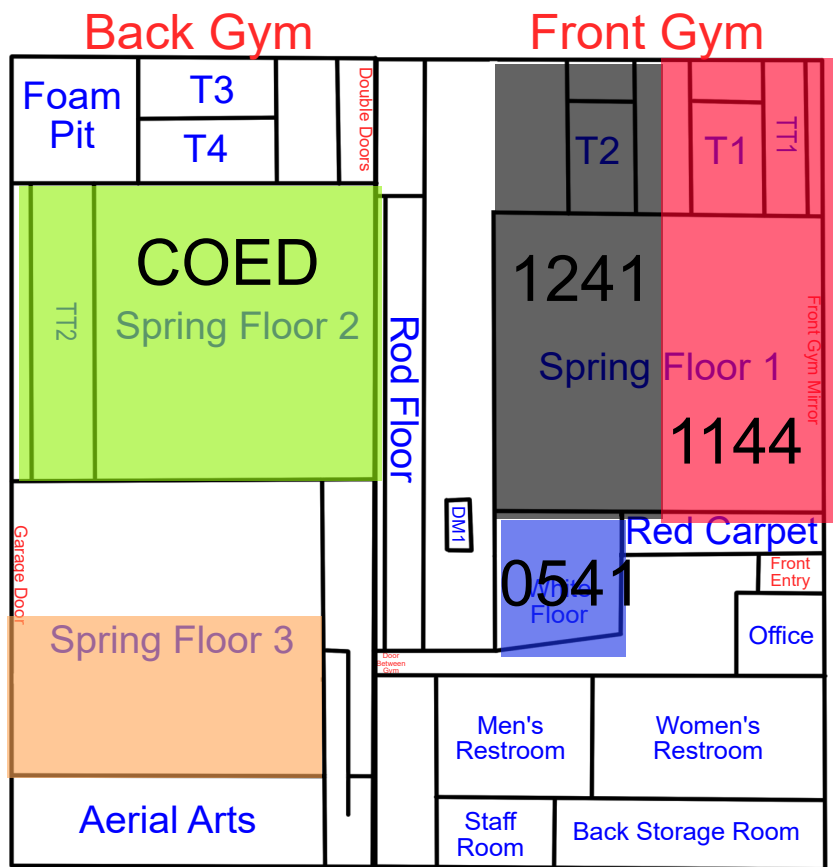 Back Gym
Front Gym
Foam
Pit
T3
T4
Double Doors
T2
T1
TT1
COED
TT2
Spring Floor 2
Rod Floor
1241
Spring Floor 1
Front Gym Mirror
1144
DM1
Red Carpet
Garage Door
0541
White
Floor
Front
Entry
Spring Floor 3
Office
Door
Between
Gym
Men's
Restroom
Women's
Restroom
Aerial Arts
Staff
Room
Back Storage Room